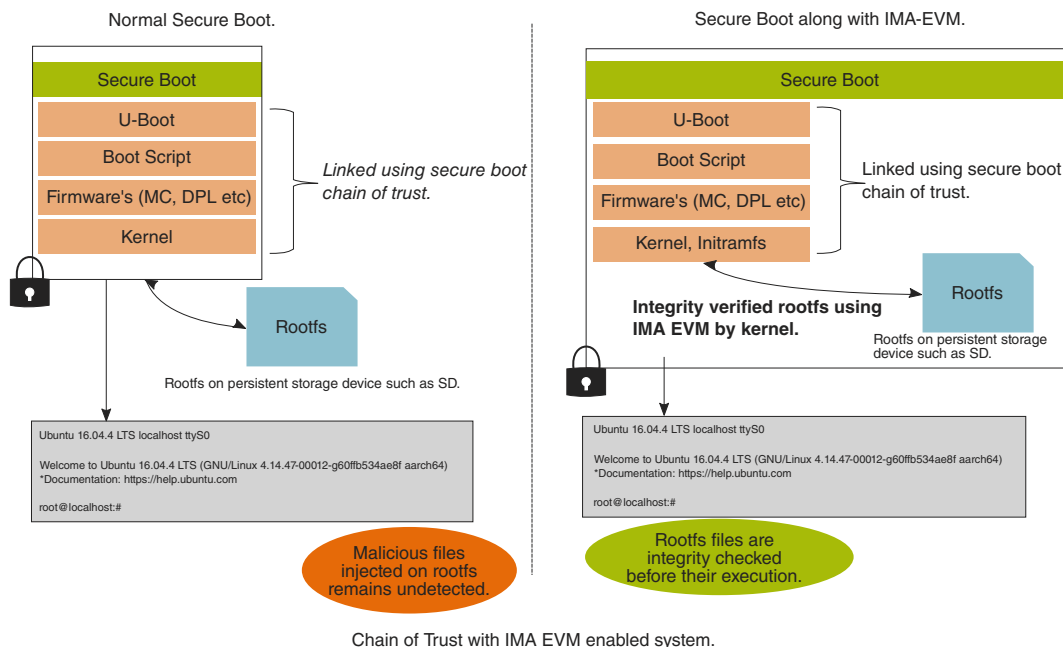 Normal Secure Boot.
Secure Boot
U-Boot
Boot Script
Firmware's (MC, DPL etc)
Kernel
Linked using secure boot
chain of trust.
Rootfs
Rootfs on persistent storage device such as SD.
Ubuntu 16.04.4 LTS localhost ttyS0
Welcome to Ubuntu 16.04.4 LTS (GNU/Linux 4.14.47-00012-g60ffb534ae8f aarch64)
*Documentation: https://help.ubuntu.com
root@localhost:#
Malicious files
injected on rootfs
remains undetected.
Secure Boot along with IMA-EVM.
Secure Boot
U-Boot
Boot Script
Firmware's (MC, DPL etc)
Kernel, Initramfs
Linked using secure boot
chain of trust.
Rootfs
Integrity verified rootfs using
IMA EVM by kernel.
Rootfs on persistent storage
device such as SD.
Ubuntu 16.04.4 LTS localhost ttyS0
Welcome to Ubuntu 16.04.4 LTS (GNU/Linux 4.14.47-00012-g60ffb534ae8f aarch64)
*Documentation: https://help.ubuntu.com
root@localhost:#
Rootfs files are
integrity checked
before their execution.
Chain of Trust with IMA EVM enabled system.